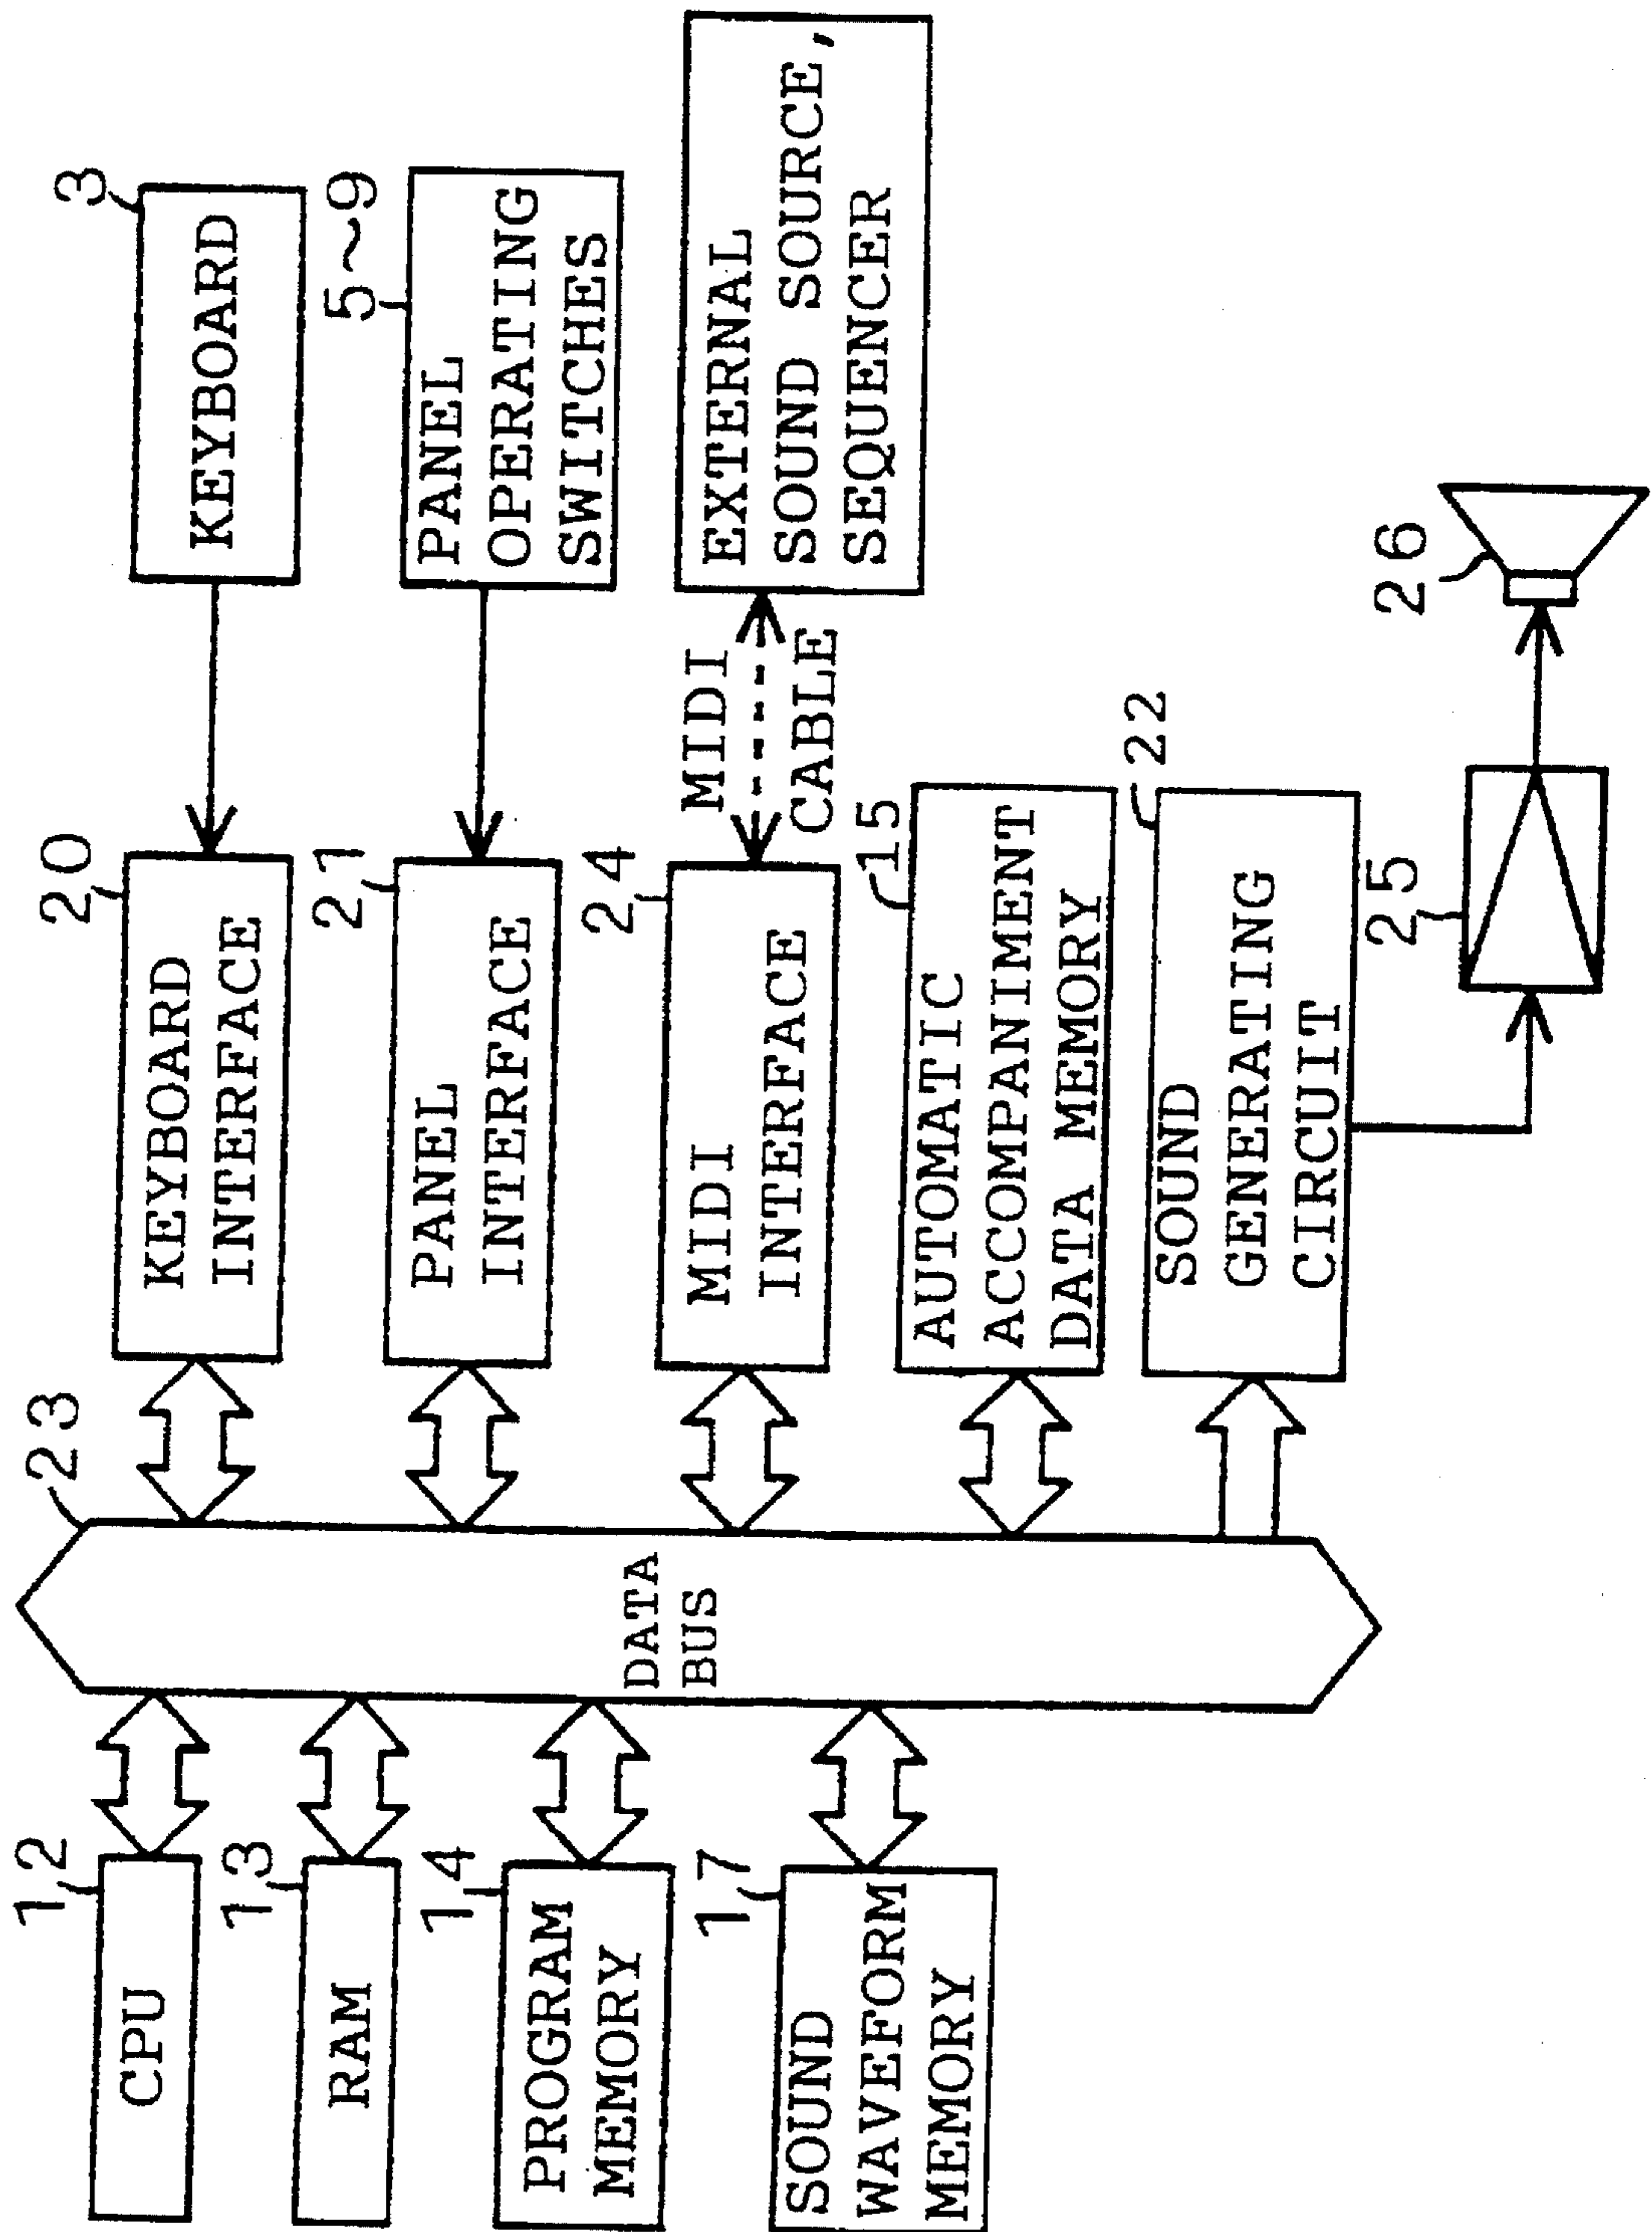 12
CPU
13
RAM
14
PROGRAM
MEMORY
17
SOUND
WAVEFORM
MEMORY
23
DATA
BUS
20
KEYBOARD
INTERFACE
3
KEYBOARD
21
PANEL
INTERFACE
5~9
PANEL
OPERATING
SWITCHES
24
MIDI
INTERFACE
MIDI
CABLE
EXTERNAL
SOUND SOURCE,
SEQUENCER
15
AUTOMATIC
ACCOMPANIMENT
DATA MEMORY
22
SOUND
GENERATING
CIRCUIT
25
26